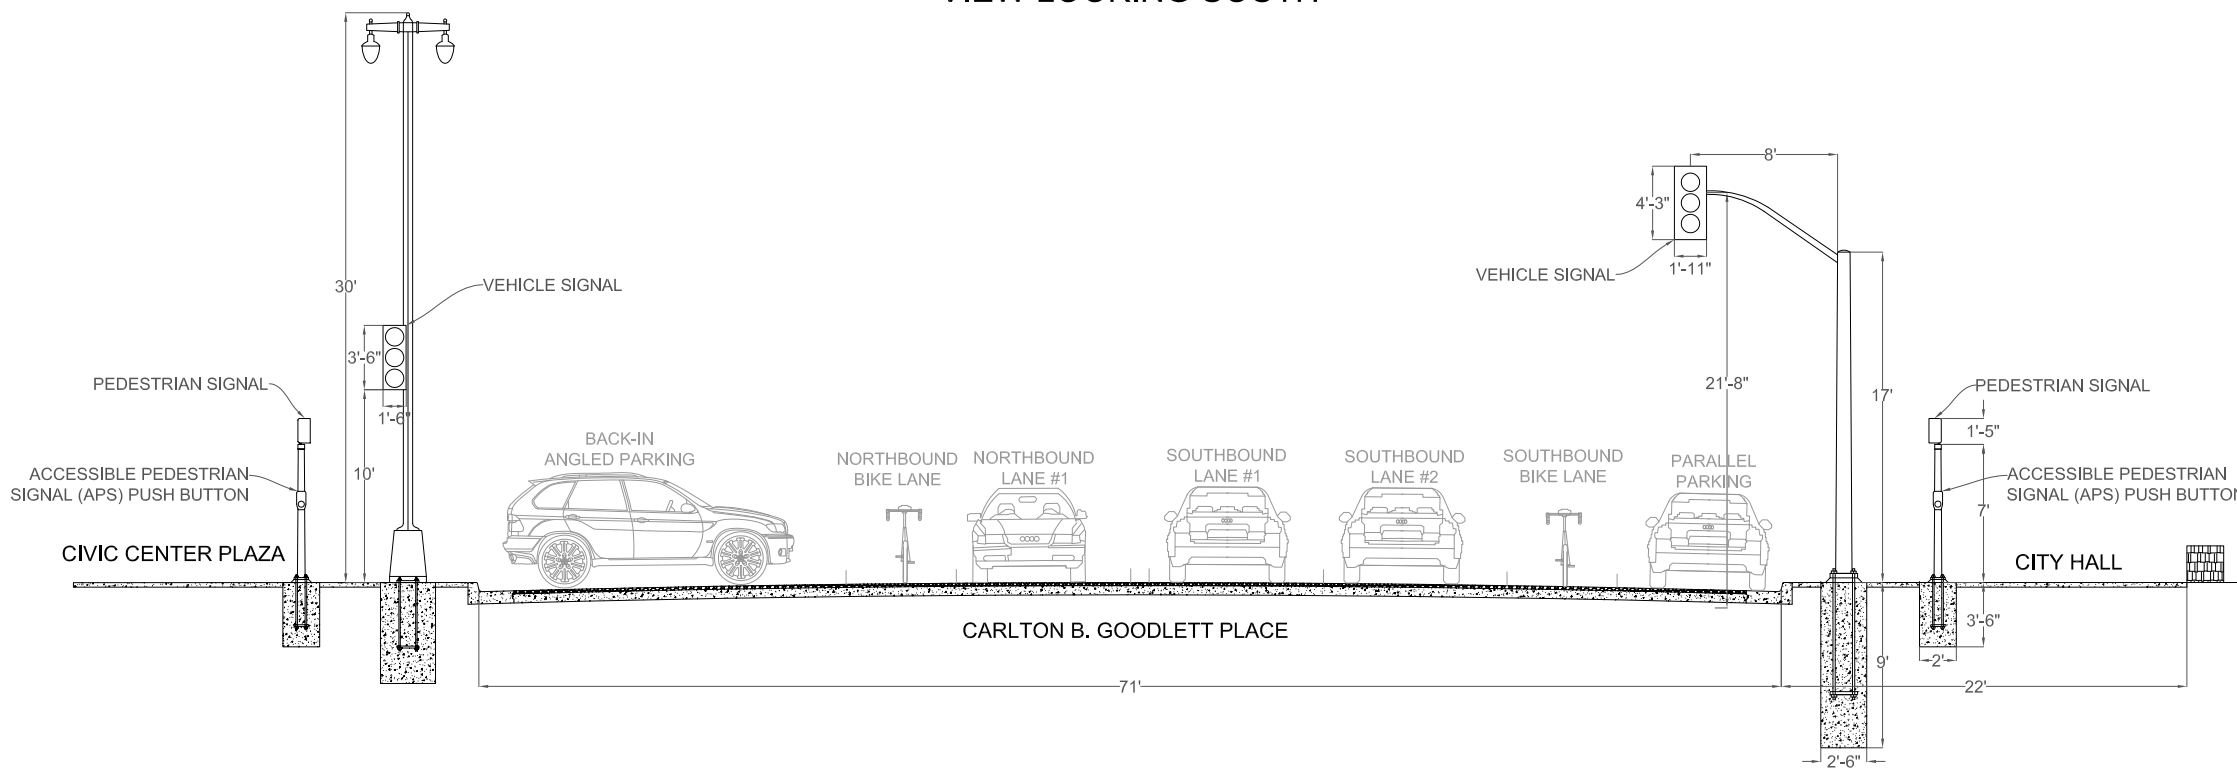 VIEW LOOKING SOUTH
30'
VEHICLE SIGNAL
3'-6"
1'-6"
10'
PEDESTRIAN SIGNAL
ACCESSIBLE PEDESTRIAN
SIGNAL (APS) PUSH BUTTON
CIVIC CENTER PLAZA
BACK-IN
ANGLED PARKING
NORTHBOUND
BIKE LANE
NORTHBOUND
LANE #1
SOUTHBOUND
LANE #1
SOUTHBOUND
LANE #2
SOUTHBOUND
BIKE LANE
PARALLEL
PARKING
8'
4'-3"
1'-11"
VEHICLE SIGNAL
21'-8"
17'
PEDESTRIAN SIGNAL
1'-5"
ACCESSIBLE PEDESTRIAN
SIGNAL (APS) PUSH BUTTON
7'
CITY HALL
CARLTON B. GOODLETT PLACE
3'-6"
2'
9'
71'
22'
2'-6"